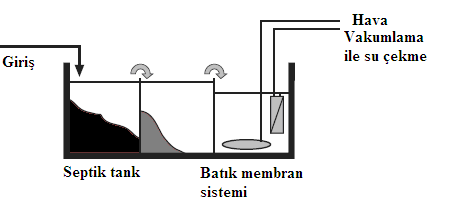 Hava
Vakumlama
ile su çekme
Giriş
Septik tank
Batık membran
sistemi